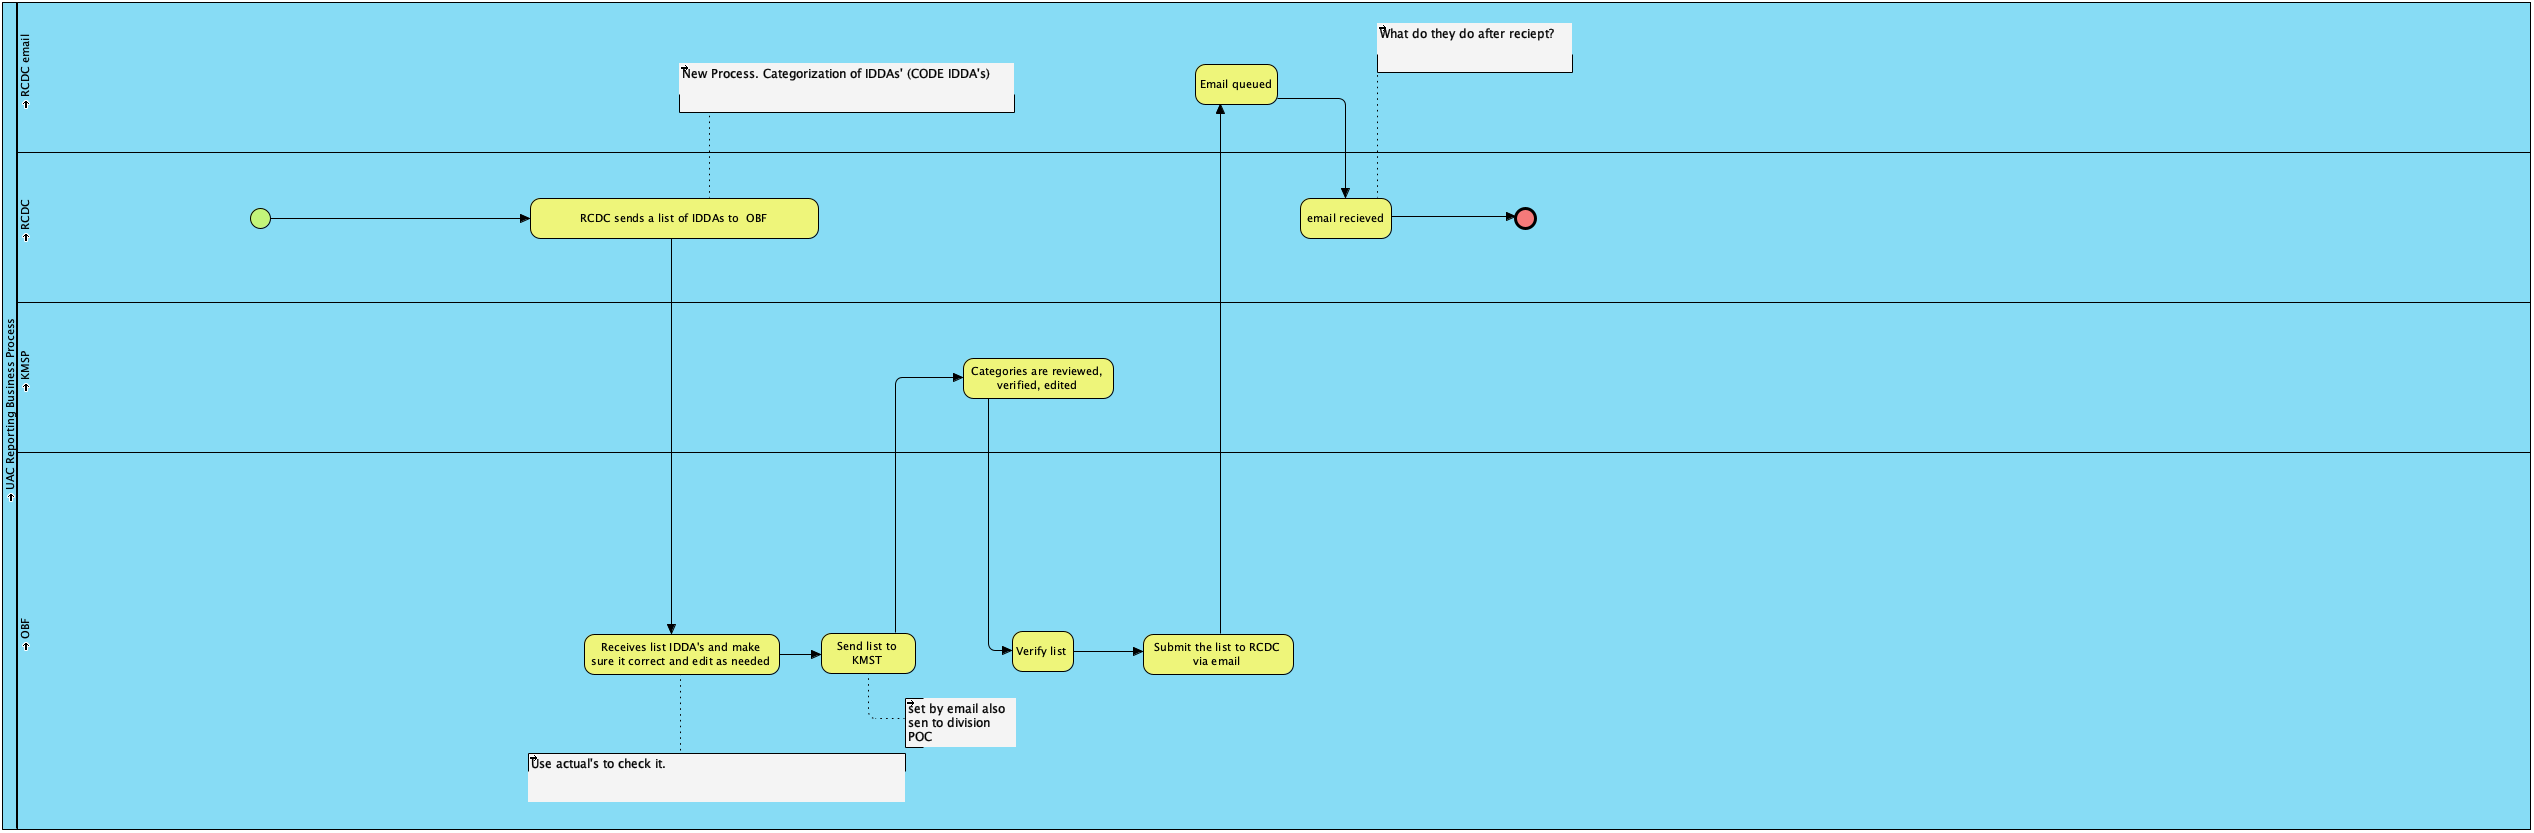 UAC Reporting Business Process
RCDC email
What do they do after reciept?
New Process. Categorization of IDDAs' (CODE IDDA's)
Email queued
RCDC
RCDC sends a list of IDDAs to  OBF
email recieved
KMSP
Categories are reviewed,
verified, edited
OBF
Receives list IDDA's and make
sure it correct and edit as needed
Send list to
KMST
Verify list
Submit the list to RCDC
via email
set by email also
sen to division
POC
Use actual's to check it.